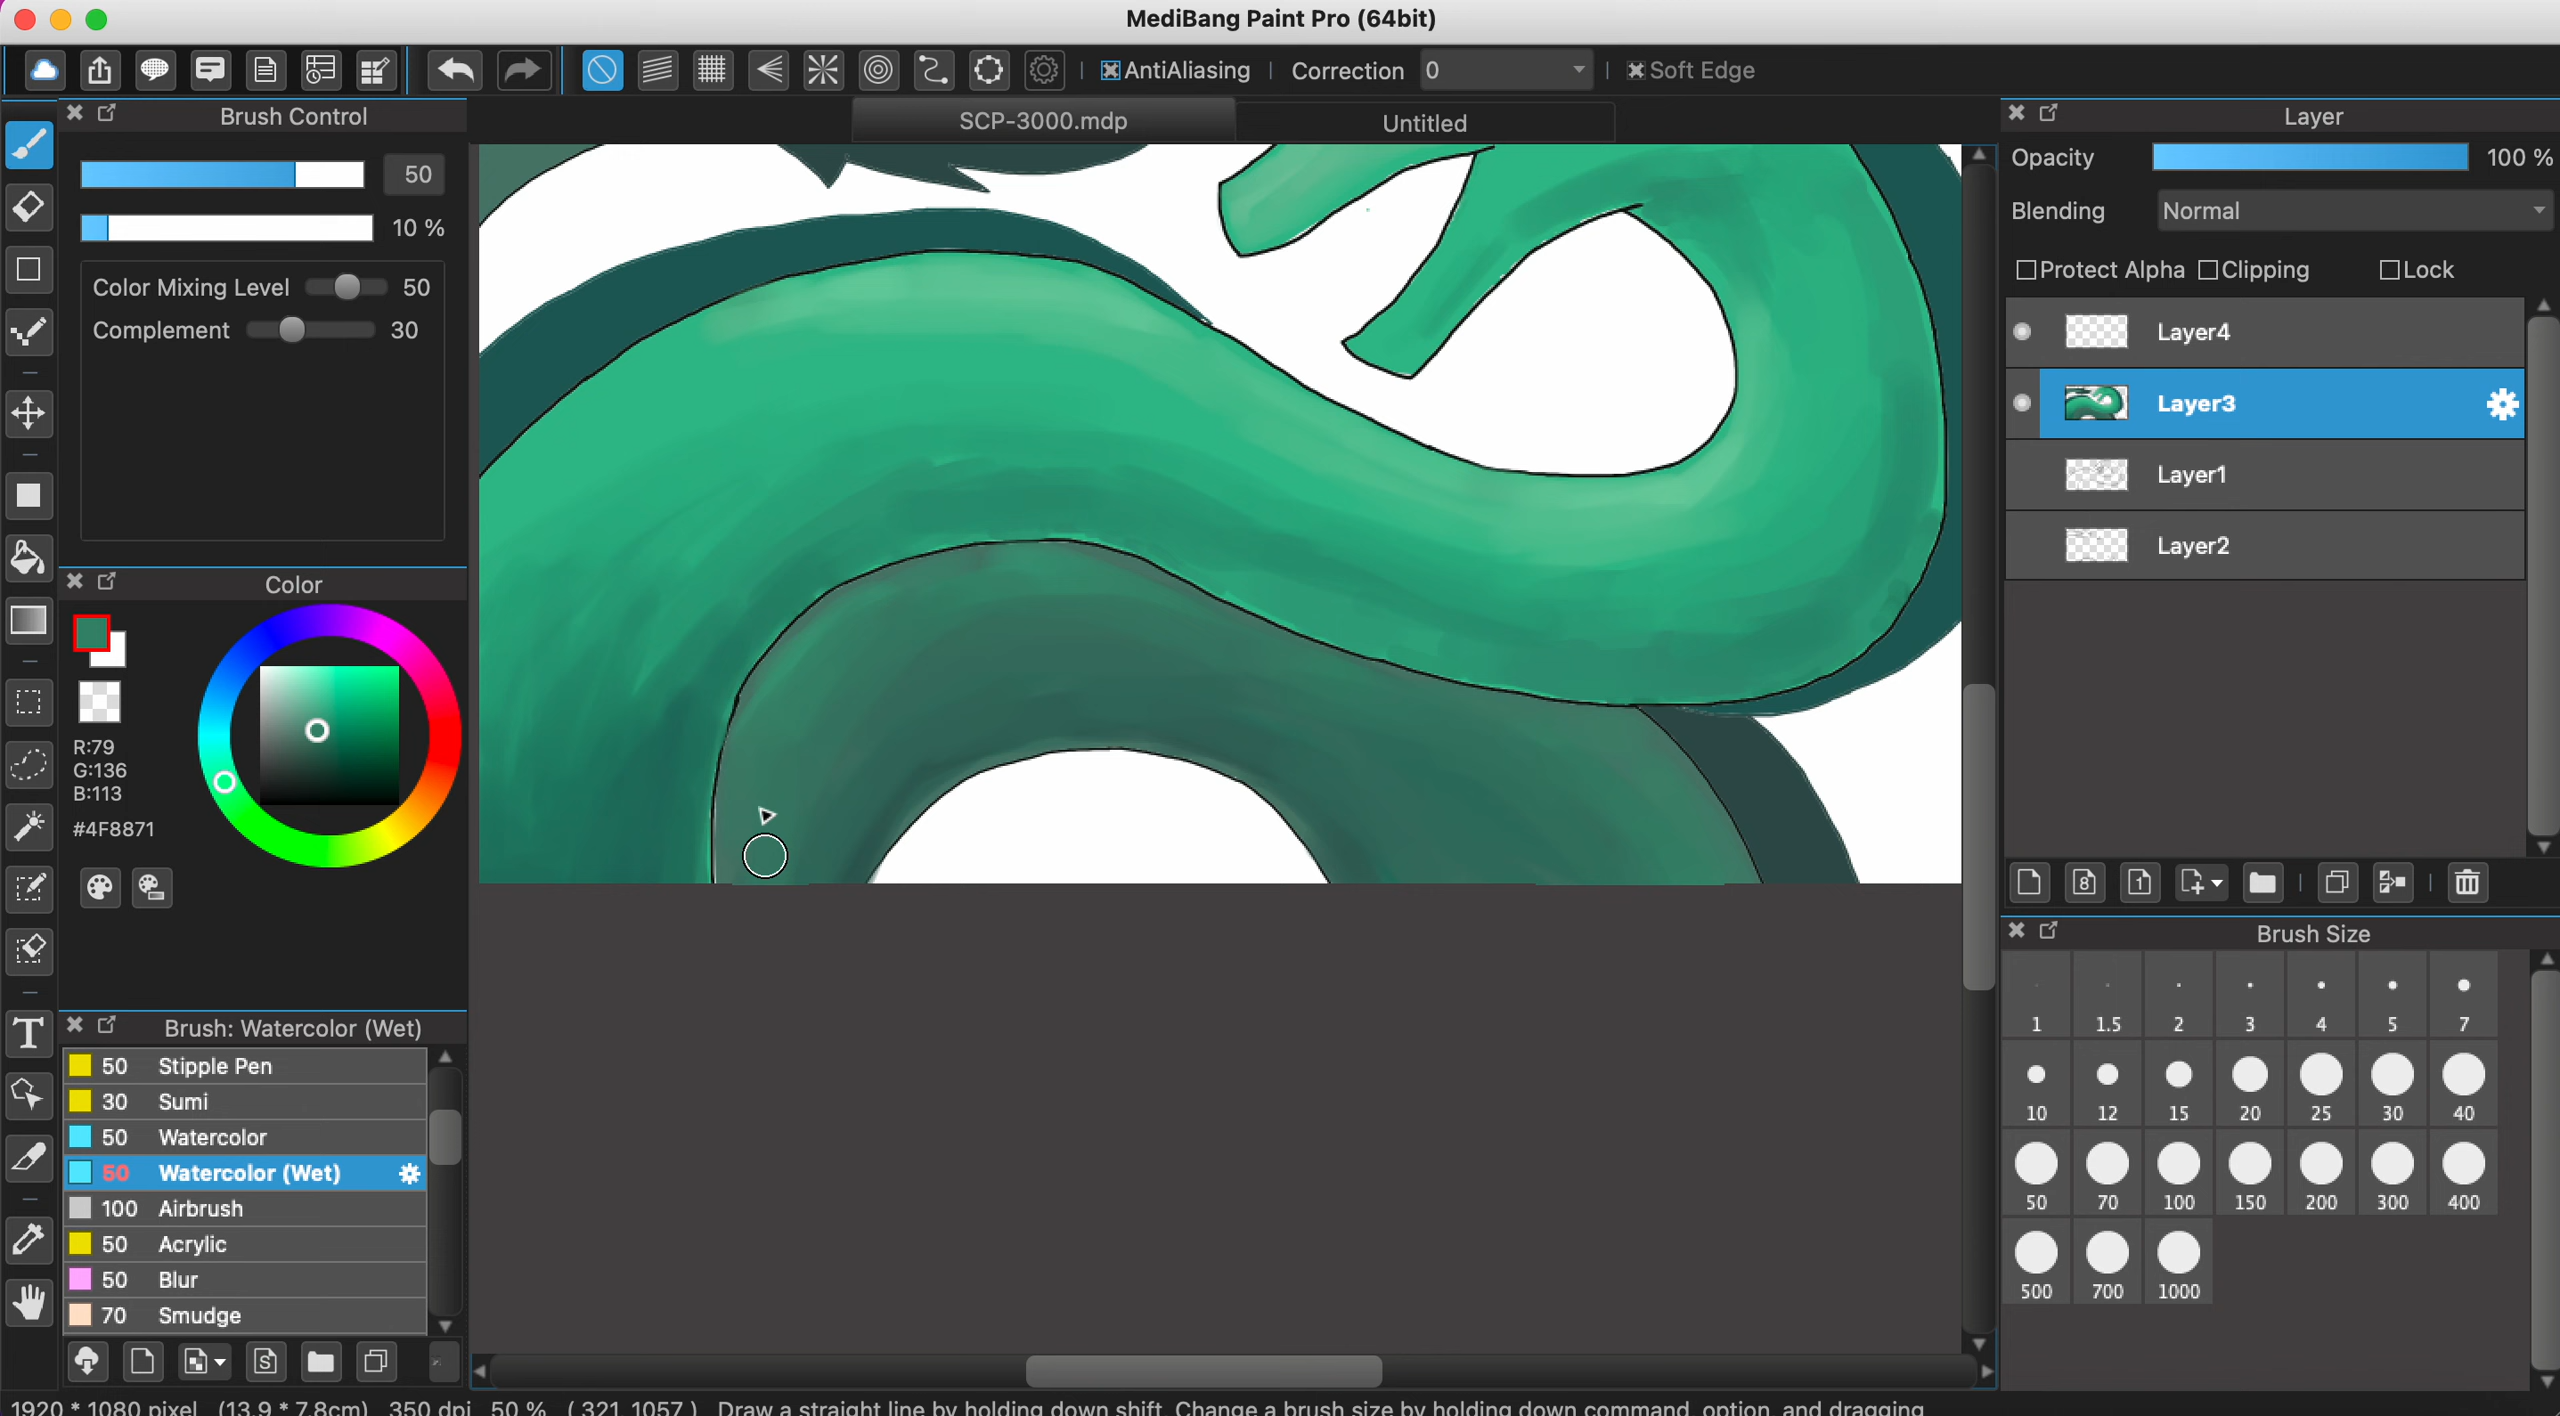 MediBang Paint Pro (64bit)
AntiAliasing
Correction
0
Soft Edge
Brush Control
50
10 %
Color Mixing Level
50
Complement
30
Color
R:79
G:136
B:113
#4F8871
Brush: Watercolor (Wet)
50 Stipple Pen
30 Sumi
50 Watercolor
50 Watercolor (Wet)
100 Airbrush
50 Acrylic
50 Blur
70 Smudge
SCP-3000.mdp
Untitled
Layer
Opacity
100 %
Blending
Normal
Protect Alpha
Clipping
Lock
Layer4
Layer3
Layer1
Layer2
8
1
Brush Size
1 1.5 2 3 4 5 7
10 12 15 20 25 30 40
50 70 100 150 200 300 400
500 700 1000
T
S
1920 * 1080 pixel (13.9 * 7.8cm) 350 dpi 50 % ( 321 1057 ) Draw a straight line by holding down shift, Change a brush size by holding down command, option, and dragging